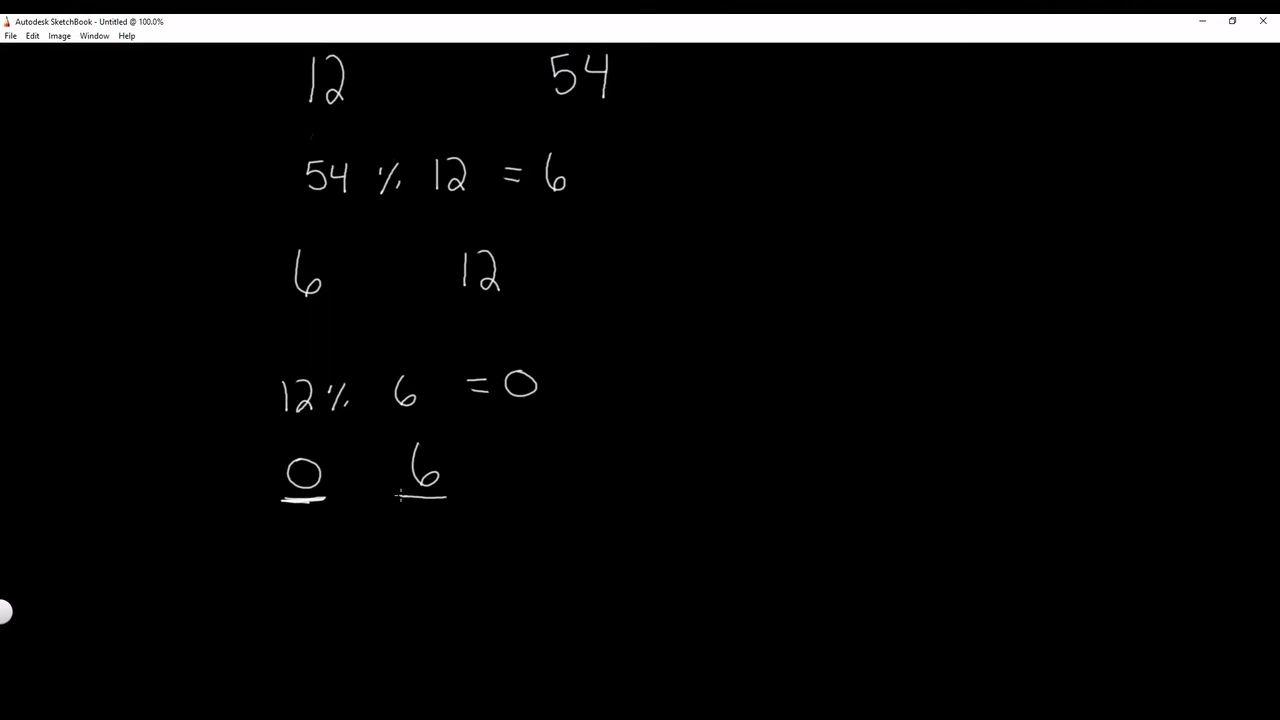 Autodesk SketchBook - Untitled @ 100.0%
File Edit Image Window Help
12 54
54 % 12 = 6
6 12
12 % 6 = 0
0 6